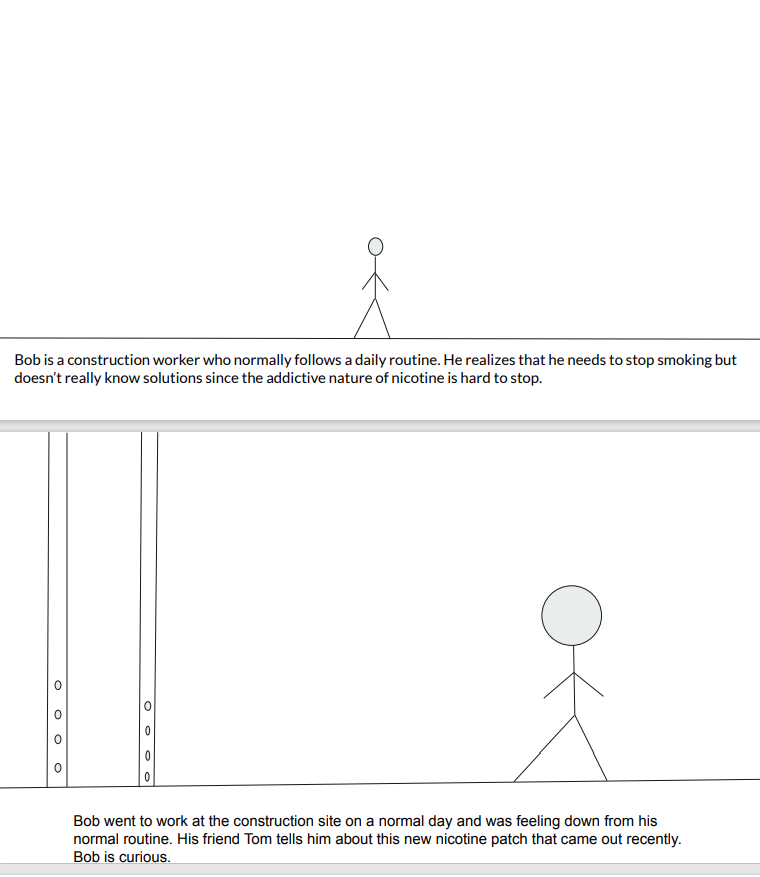 Bob is a construction worker who normally follows a daily routine. He realizes that he needs to stop smoking but
doesn't really know solutions since the addictive nature of nicotine is hard to stop.
Bob went to work at the construction site on a normal day and was feeling down from his
normal routine. His friend Tom tells him about this new nicotine patch that came out recently.
Bob is curious.